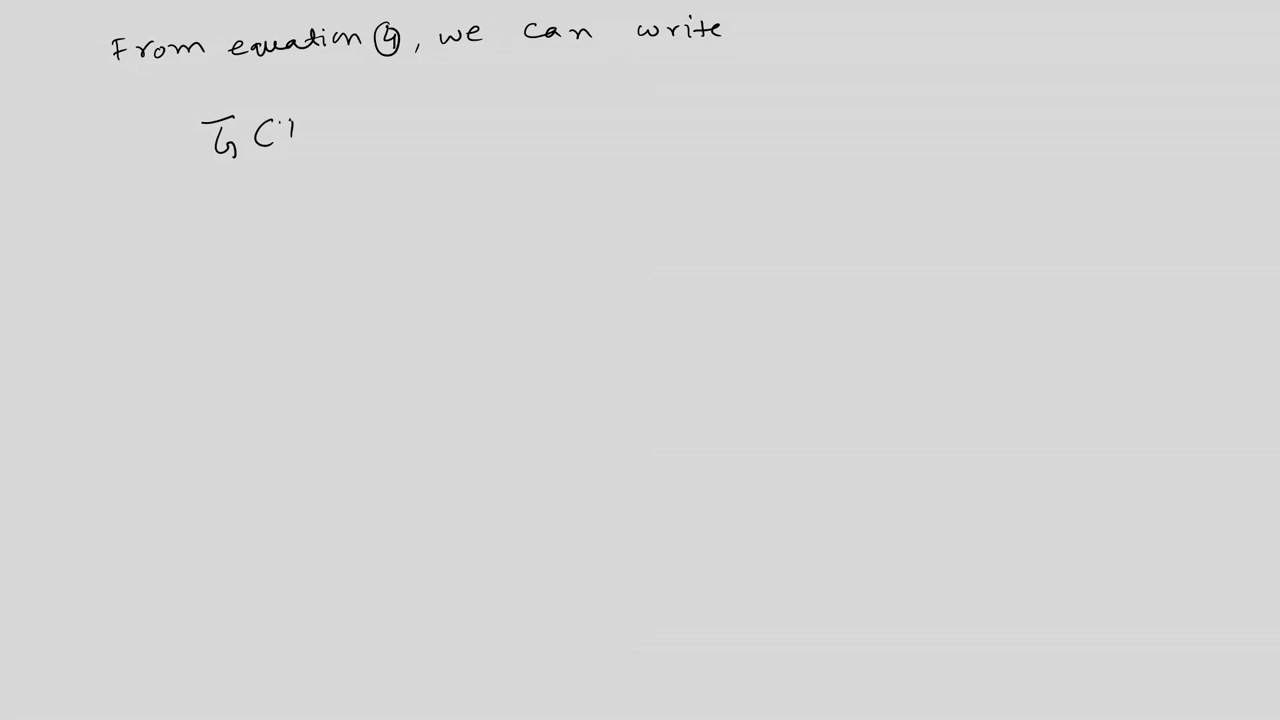 From equation ④, we can write